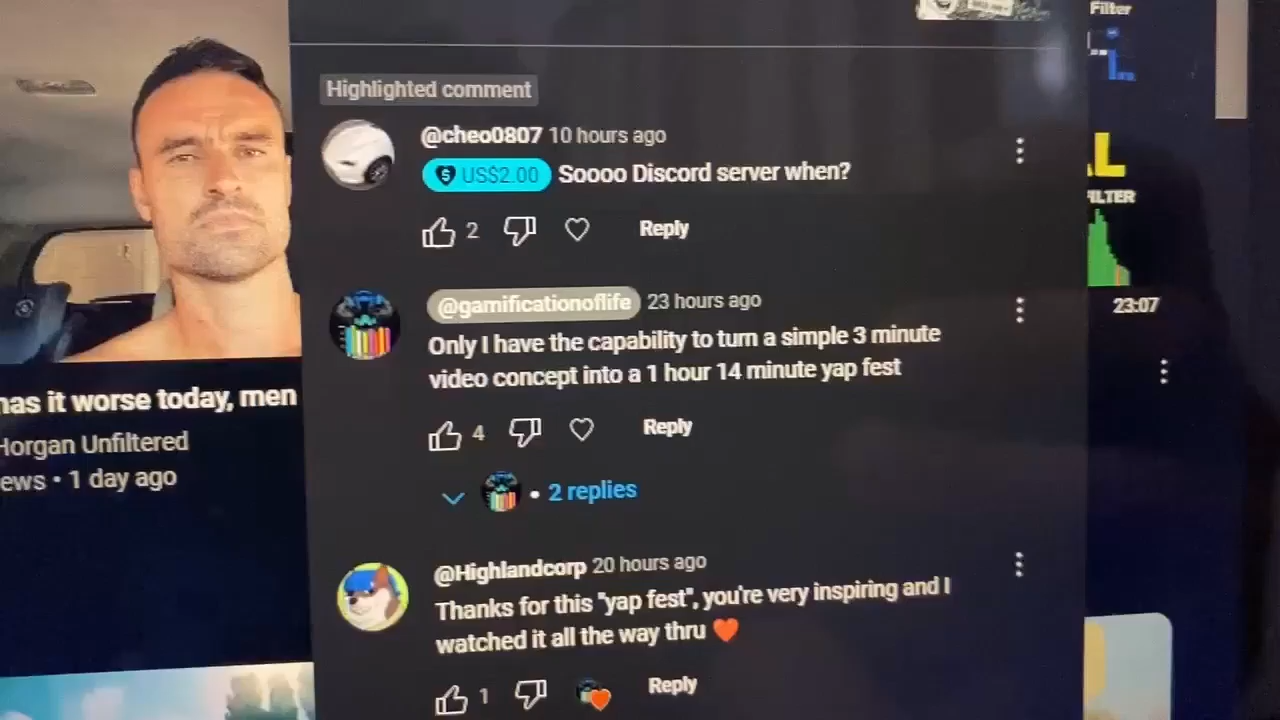 Filter
Highlighted comment
@cheo0807 10 hours ago
US$2.00 Soooo Discord server when?
2 Reply
@gamificationoflife 23 hours ago
Only I have the capability to turn a simple 3 minute
video concept into a 1 hour 14 minute yap fest
4 Reply
2 replies
@Highlandcorp 20 hours ago
Thanks for this "yap fest", you're very inspiring and I
watched it all the way thru ❤️
1 Reply
has it worse today, men
Horgan Unfiltered
ews • 1 day ago
L
ILTER
23:07